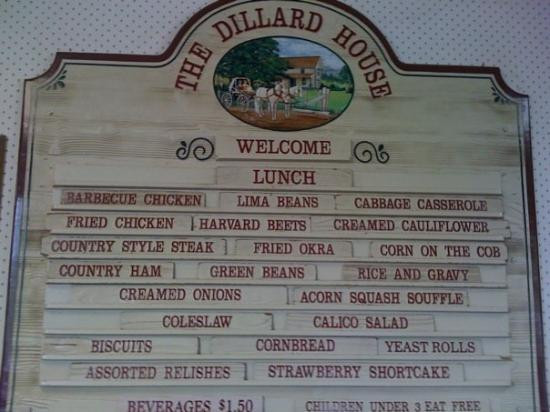 THE DILLARD HOUSE
WELCOME
LUNCH
BARBECUE CHICKEN LIMA BEANS CABBAGE CASSEROLE
FRIED CHICKEN HARVARD BEETS CREAMED CAULIFLOWER
COUNTRY STYLE STEAK FRIED OKRA CORN ON THE COB
COUNTRY HAM GREEN BEANS RICE AND GRAVY
CREAMED ONIONS ACORN SQUASH SOUFFLE
COLESLAW CALICO SALAD
BISCUITS CORNBREAD YEAST ROLLS
ASSORTED RELISHES STRAWBERRY SHORTCAKE
BEVERAGES $1.50 CHILDREN UNDER 3 EAT FREE